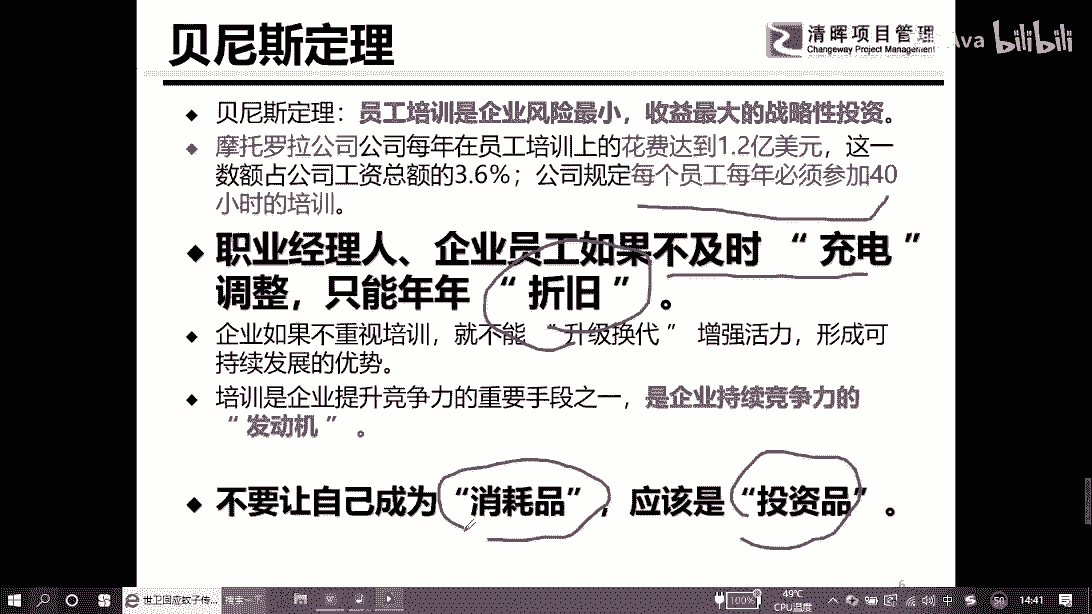 贝尼斯定理
清晖项目管理
Changeway Project Management
Ava bilibili
◆ 贝尼斯定理：员工培训是企业风险最小，收益最大的战略性投资。
◆ 摩托罗拉公司公司每年在员工培训上的花费达到1.2亿美元，这一
数额占公司工资总额的3.6%；公司规定每个员工每年必须参加40
小时的培训。
◆ 职业经理人、企业员工如果不及时 “ 充电 ”
调整，只能年年 “ 折旧 ” 。
◆ 企业如果不重视培训，就不能 “ 升级换代 ” 增强活力，形成可
持续发展的优势。
◆ 培训是企业提升竞争力的重要手段之一，是企业持续竞争力的
“ 发动机 ” 。
◆ 不要让自己成为 “消耗品” ，应该是 “投资品” 。
6
世卫回应蚊子传... 搜索一下 100% 49℃ 中 50 14:41
CPU温度